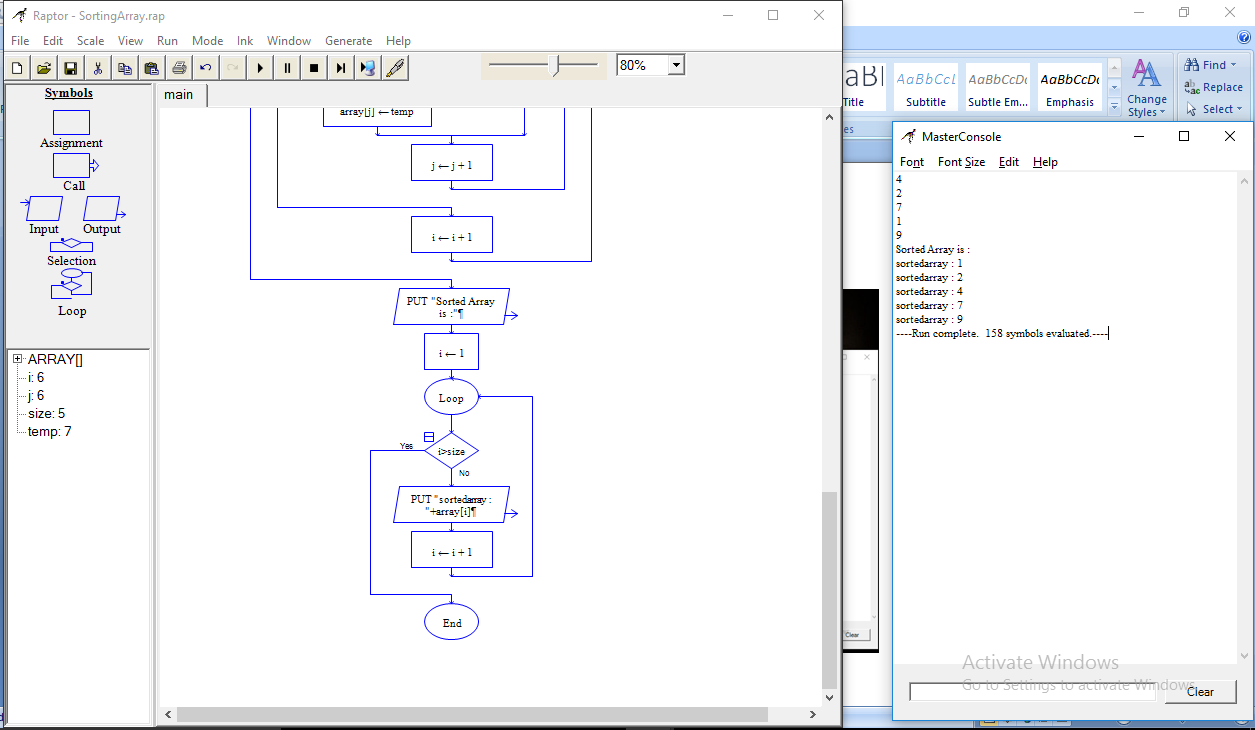 Raptor - SortingArray.rap
File Edit Scale View Run Mode Ink Window Generate Help
80%
Symbols
Assignment
Call
Input Output
Selection
Loop
ARRAY[]
i: 6
j: 6
size: 5
temp: 7
main
array[j] ← temp
j ← j + 1
i ← i + 1
PUT "Sorted Array
is :"¶
i ← 1
Loop
Yes
i>size
No
PUT "sortedarray :
"+array[i]¶
i ← i + 1
End
Title
AaBbCcL
Subtitle
AaBbCcDc
Subtle Em...
AaBbCcDc
Emphasis
Change
Styles
Find
Replace
Select
MasterConsole
Font Font Size Edit Help
4
2
7
1
9
Sorted Array is :
sortedarray : 1
sortedarray : 2
sortedarray : 4
sortedarray : 7
sortedarray : 9
----Run complete. 158 symbols evaluated.----
Clear
Activate Windows
Go to Settings to activate Windows.
Clear